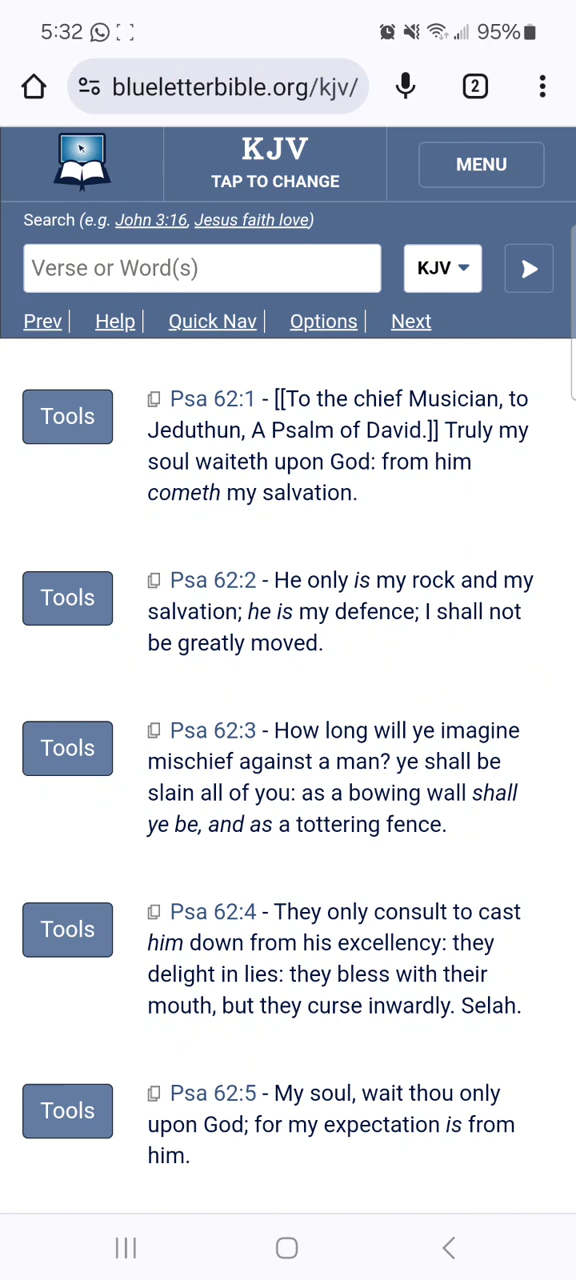 5:32 95%
blueletterbible.org/kjv/ 2
KJV
TAP TO CHANGE
MENU
Search (e.g. John 3:16, Jesus faith love)
Verse or Word(s) KJV
Prev | Help | Quick Nav | Options | Next
Tools
Psa 62:1 - [[To the chief Musician, to
Jeduthun, A Psalm of David.]] Truly my
soul waiteth upon God: from him
cometh my salvation.
Tools
Psa 62:2 - He only is my rock and my
salvation; he is my defence; I shall not
be greatly moved.
Tools
Psa 62:3 - How long will ye imagine
mischief against a man? ye shall be
slain all of you: as a bowing wall shall
ye be, and as a tottering fence.
Tools
Psa 62:4 - They only consult to cast
him down from his excellency: they
delight in lies: they bless with their
mouth, but they curse inwardly. Selah.
Tools
Psa 62:5 - My soul, wait thou only
upon God; for my expectation is from
him.